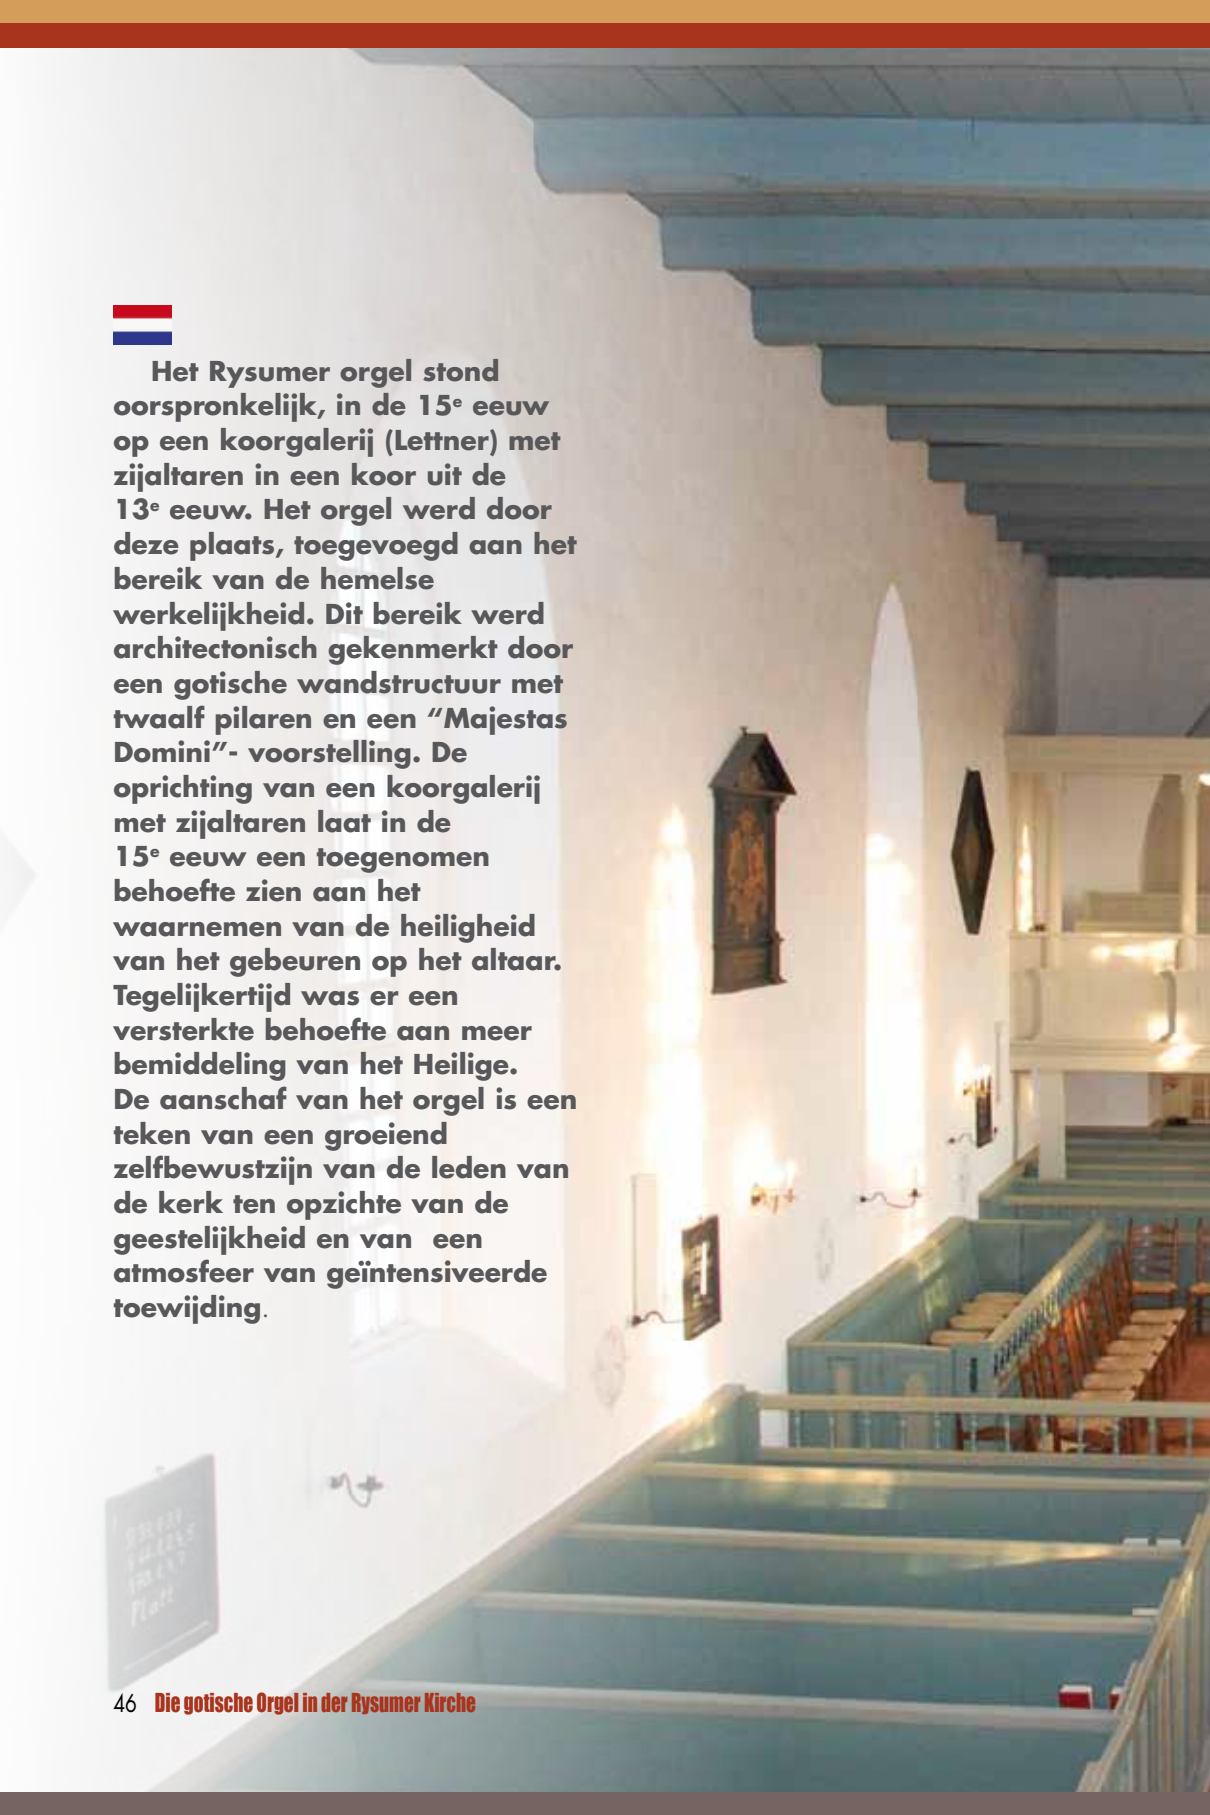 Het Rysumer orgel stond
oorspronkelijk, in de 15e eeuw
op een koorgalerij (Lettner) met
zijaltaren in een koor uit de
13e eeuw. Het orgel werd door
deze plaats, toegevoegd aan het
bereik van de hemelse
werkelijkheid. Dit bereik werd
architectonisch gekenmerkt door
een gotische wandstructuur met
twaalf pilaren en een “Majestas
Domini”- voorstelling. De
oprichting van een koorgalerij
met zijaltaren laat in de
15e eeuw een toegenomen
behoefte zien aan het
waarnemen van de heiligheid
van het gebeuren op het altaar.
Tegelijkertijd was er een
versterkte behoefte aan meer
bemiddeling van het Heilige.
De aanschaf van het orgel is een
teken van een groeiend
zelfbewustzijn van de leden van
de kerk ten opzichte van de
geestelijkheid en van een
atmosfeer van geïntensiveerde
toewijding.
Platt
46 Die gotische Orgel in der Rysumer Kirche